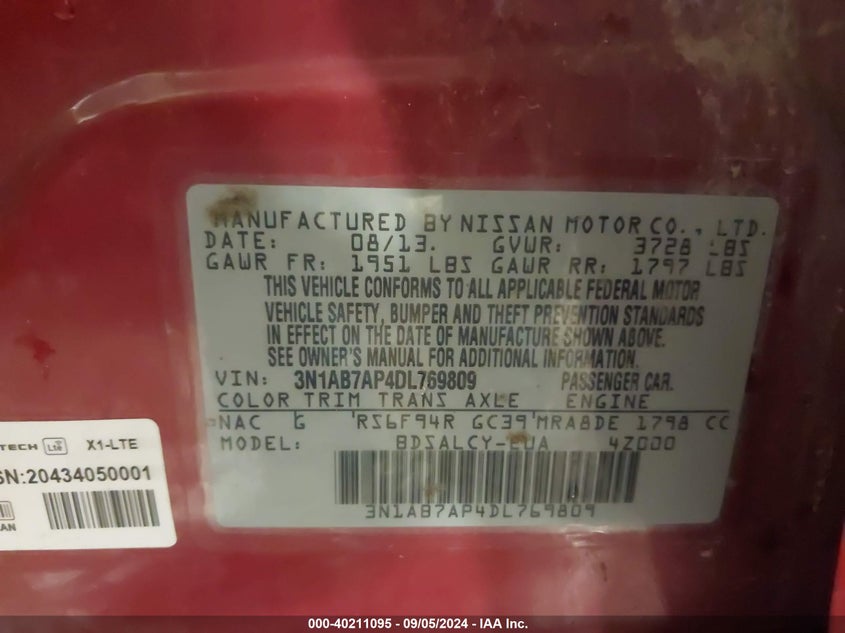 MANUFACTURED BY NISSAN MOTOR CO., LTD.
DATE: 08/13. GVWR: 3728 LBS
GAWR FR: 1951 LBS GAWR RR: 1797 LBS
THIS VEHICLE CONFORMS TO ALL APPLICABLE FEDERAL MOTOR
VEHICLE SAFETY, BUMPER AND THEFT PREVENTION STANDARDS
IN EFFECT ON THE DATE OF MANUFACTURE SHOWN ABOVE.
SEE OWNER'S MANUAL FOR ADDITIONAL INFORMATION.
VIN: 3N1AB7AP4DL769809 PASSENGER CAR.
COLOR TRIM TRANS AXLE ENGINE
NAC G RS6F94R GC39 MRA8DE 1798 CC
MODEL: 4Z000
3N1AB7AP4DL769809
TECH LTE X1-LTE
SN:20434050001
000-40211095 - 09/05/2024 - IAA Inc.